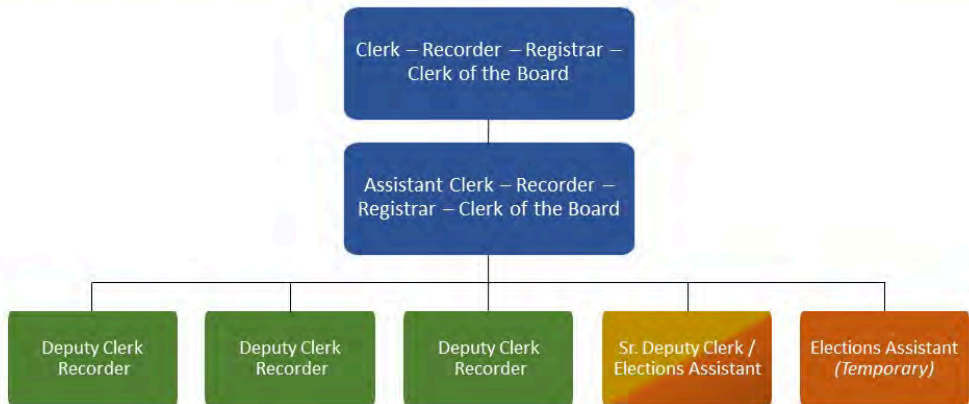 Clerk – Recorder – Registrar –
Clerk of the Board
Assistant Clerk – Recorder –
Registrar – Clerk of the Board
Deputy Clerk
Recorder
Deputy Clerk
Recorder
Deputy Clerk
Recorder
Sr. Deputy Clerk /
Elections Assistant
Elections Assistant
(Temporary)